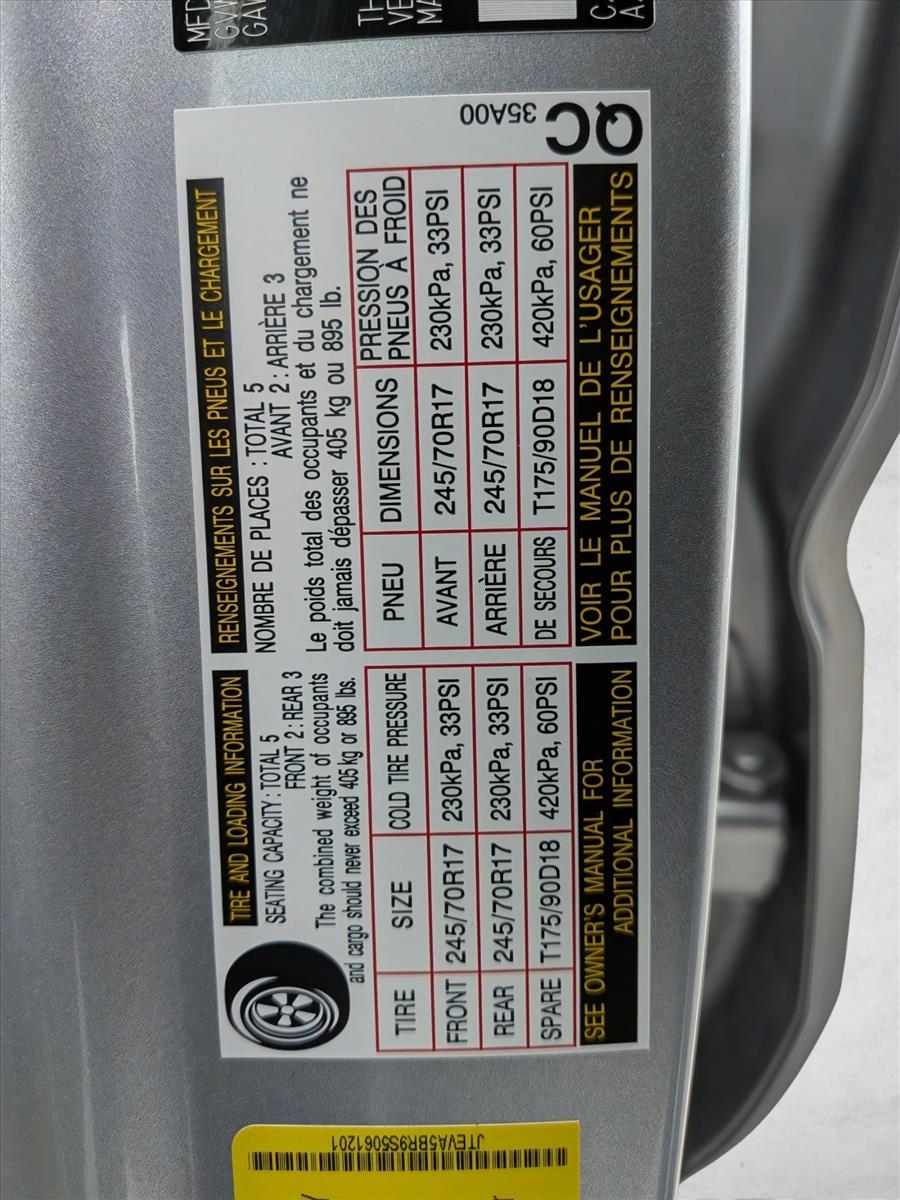 MFD
GVW
GAW
TH
VE
MA
C
A.
TIRE AND LOADING INFORMATION
SEATING CAPACITY : TOTAL 5
FRONT 2 : REAR 3
The combined weight of occupants
and cargo should never exceed 405 kg or 895 lbs.
TIRE SIZE COLD TIRE PRESSURE
FRONT 245/70R17 230kPa, 33PSI
REAR 245/70R17 230kPa, 33PSI
SPARE T175/90D18 420kPa, 60PSI
SEE OWNER'S MANUAL FOR
ADDITIONAL INFORMATION
RENSEIGNEMENTS SUR LES PNEUS ET LE CHARGEMENT
NOMBRE DE PLACES : TOTAL 5
AVANT 2 : ARRIÈRE 3
Le poids total des occupants et du chargement ne
doit jamais dépasser 405 kg ou 895 lb.
PNEU DIMENSIONS PRESSION DES
PNEUS À FROID
AVANT 245/70R17 230kPa, 33PSI
ARRIÈRE 245/70R17 230kPa, 33PSI
DE SECOURS T175/90D18 420kPa, 60PSI
VOIR LE MANUEL DE L'USAGER
POUR PLUS DE RENSEIGNEMENTS
35A00
QC
JTEVA5BR9S5061201